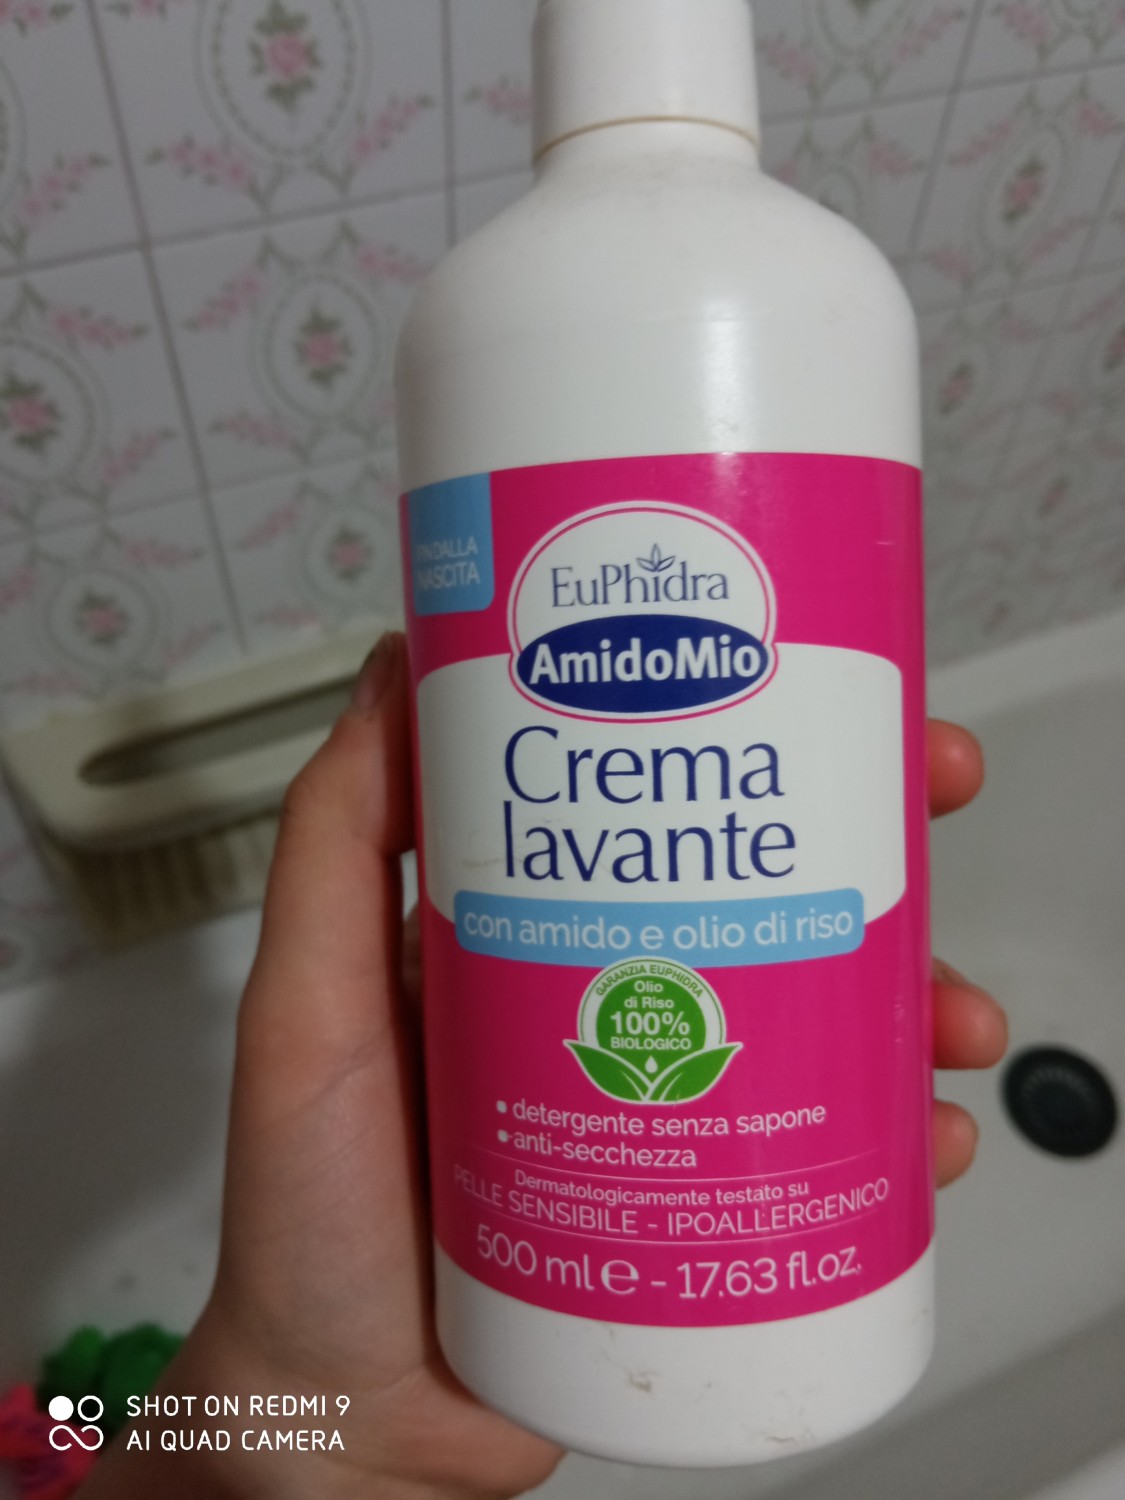 FIN DALLA
NASCITA
EuPhidra
AmidoMio
Crema
lavante
con amido e olio di riso
GARANZIA EUPHIDRA
Olio
di Riso
100%
BIOLOGICO
▪ detergente senza sapone
▪ anti-secchezza
Dermatologicamente testato su
PELLE SENSIBILE - IPOALLERGENICO
500 ml e - 17.63 fl.oz.
SHOT ON REDMI 9
AI QUAD CAMERA